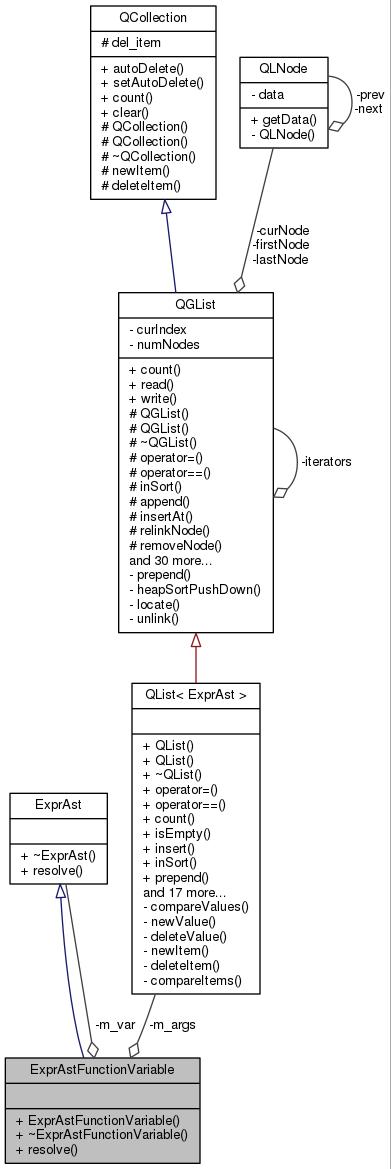 QCollection
# del_item
+ autoDelete()
+ setAutoDelete()
+ count()
+ clear()
# QCollection()
# QCollection()
# ~QCollection()
# newItem()
# deleteItem()
QLNode
- data
+ getData()
- QLNode()
-prev
-next
-curNode
-firstNode
-lastNode
QGList
- curIndex
- numNodes
+ count()
+ read()
+ write()
# QGList()
# QGList()
# ~QGList()
# operator=()
# operator==()
# inSort()
# append()
# insertAt()
# relinkNode()
# removeNode()
and 30 more...
- prepend()
- heapSortPushDown()
- locate()
- unlink()
-iterators
QList< ExprAst >
+ QList()
+ QList()
+ ~QList()
+ operator=()
+ operator==()
+ count()
+ isEmpty()
+ insert()
+ inSort()
+ prepend()
and 17 more...
- compareValues()
- newValue()
- deleteValue()
- newItem()
- deleteItem()
- compareItems()
ExprAst
+ ~ExprAst()
+ resolve()
-m_var
-m_args
ExprAstFunctionVariable
+ ExprAstFunctionVariable()
+ ~ExprAstFunctionVariable()
+ resolve()